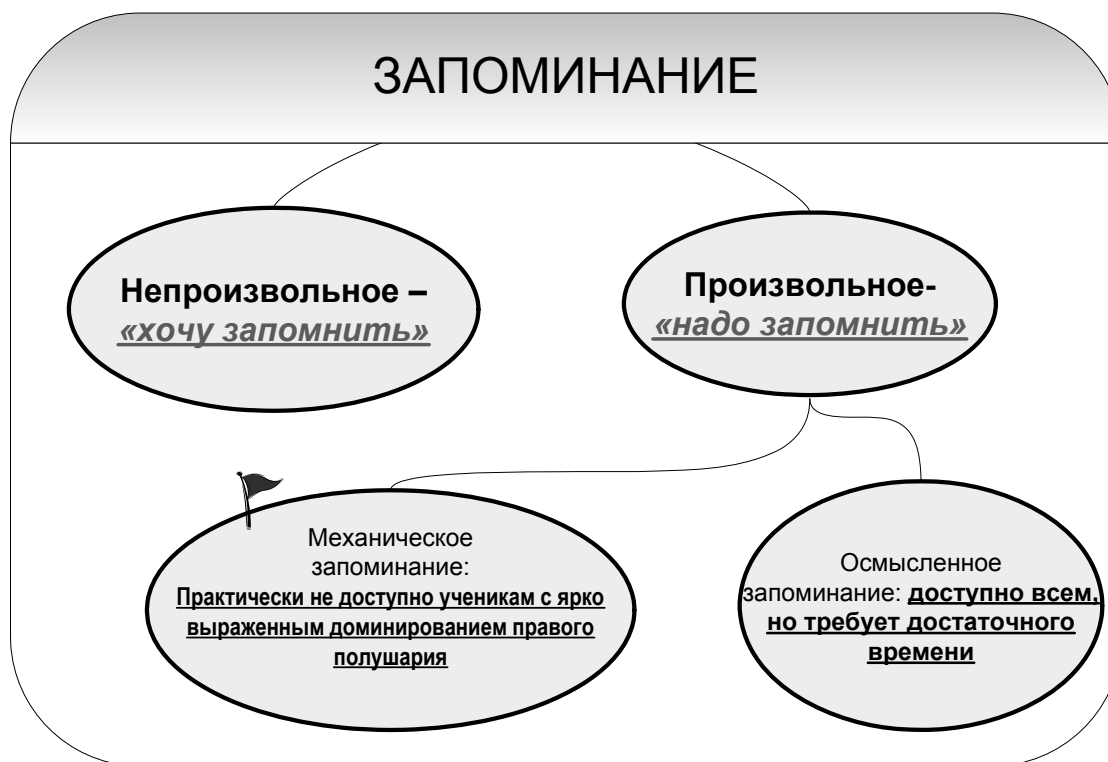 ЗАПОМИНАНИЕ
Непроизвольное –
«хочу запомнить»
Произвольное-
«надо запомнить»
Механическое
запоминание:
Практически не доступно ученикам с ярко
выраженным доминированием правого
полушария
Осмысленное
запоминание: доступно всем,
но требует достаточного
времени